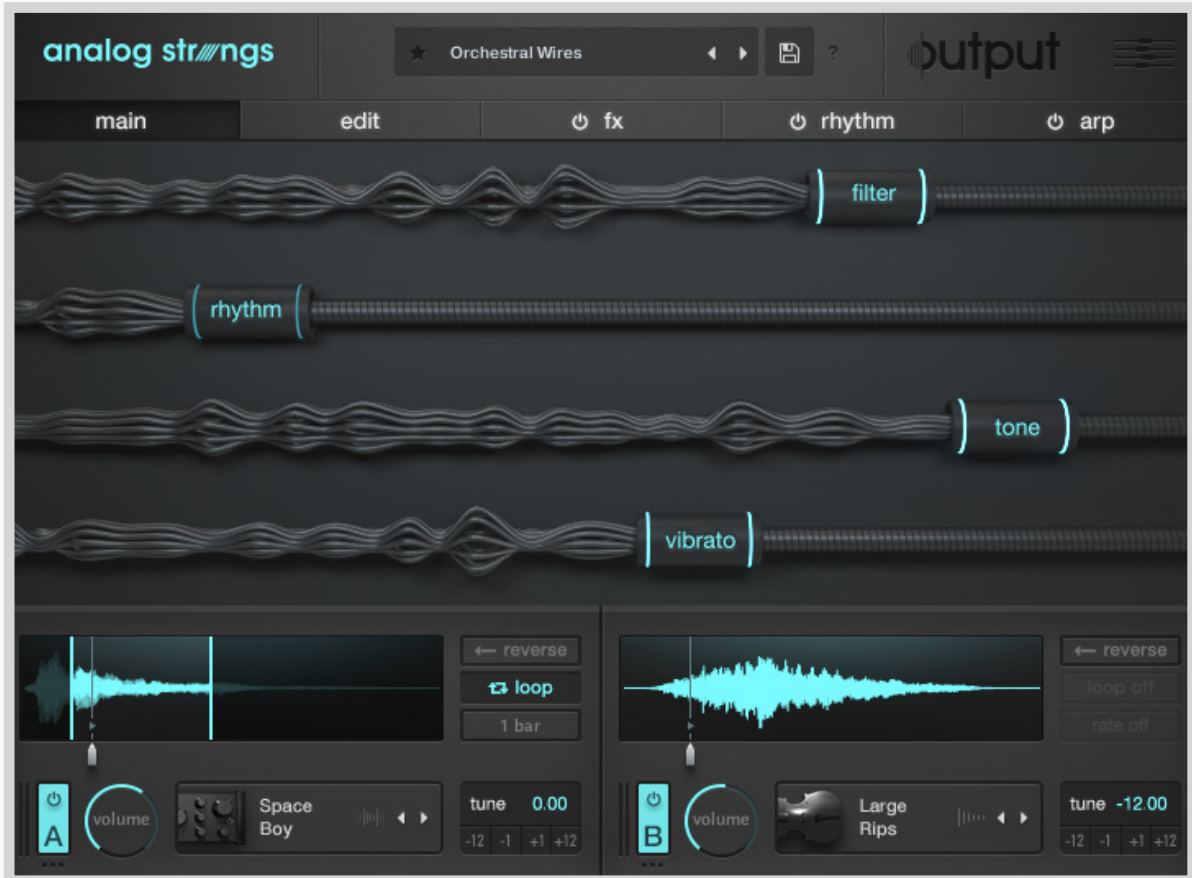 analog strings
Orchestral Wires
?
output
main
edit
fx
rhythm
arp
filter
rhythm
tone
vibrato
reverse
loop
1 bar
A
volume
Space
Boy
tune 0.00
-12 -1 +1 +12
reverse
loop off
rate off
B
volume
Large
Rips
tune -12.00
-12 -1 +1 +12